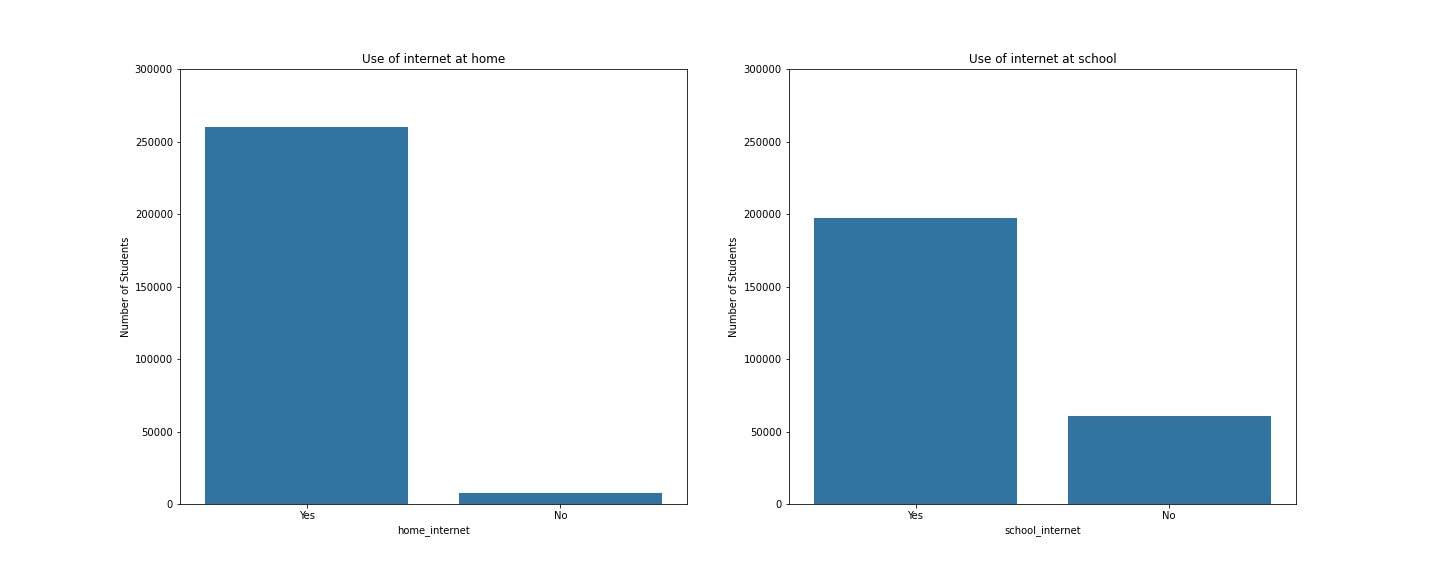 Use of internet at home
300000
250000
200000
150000
100000
50000
0
Number of Students
Yes
No
home_internet
Use of internet at school
300000
250000
200000
150000
100000
50000
0
Number of Students
Yes
No
school_internet